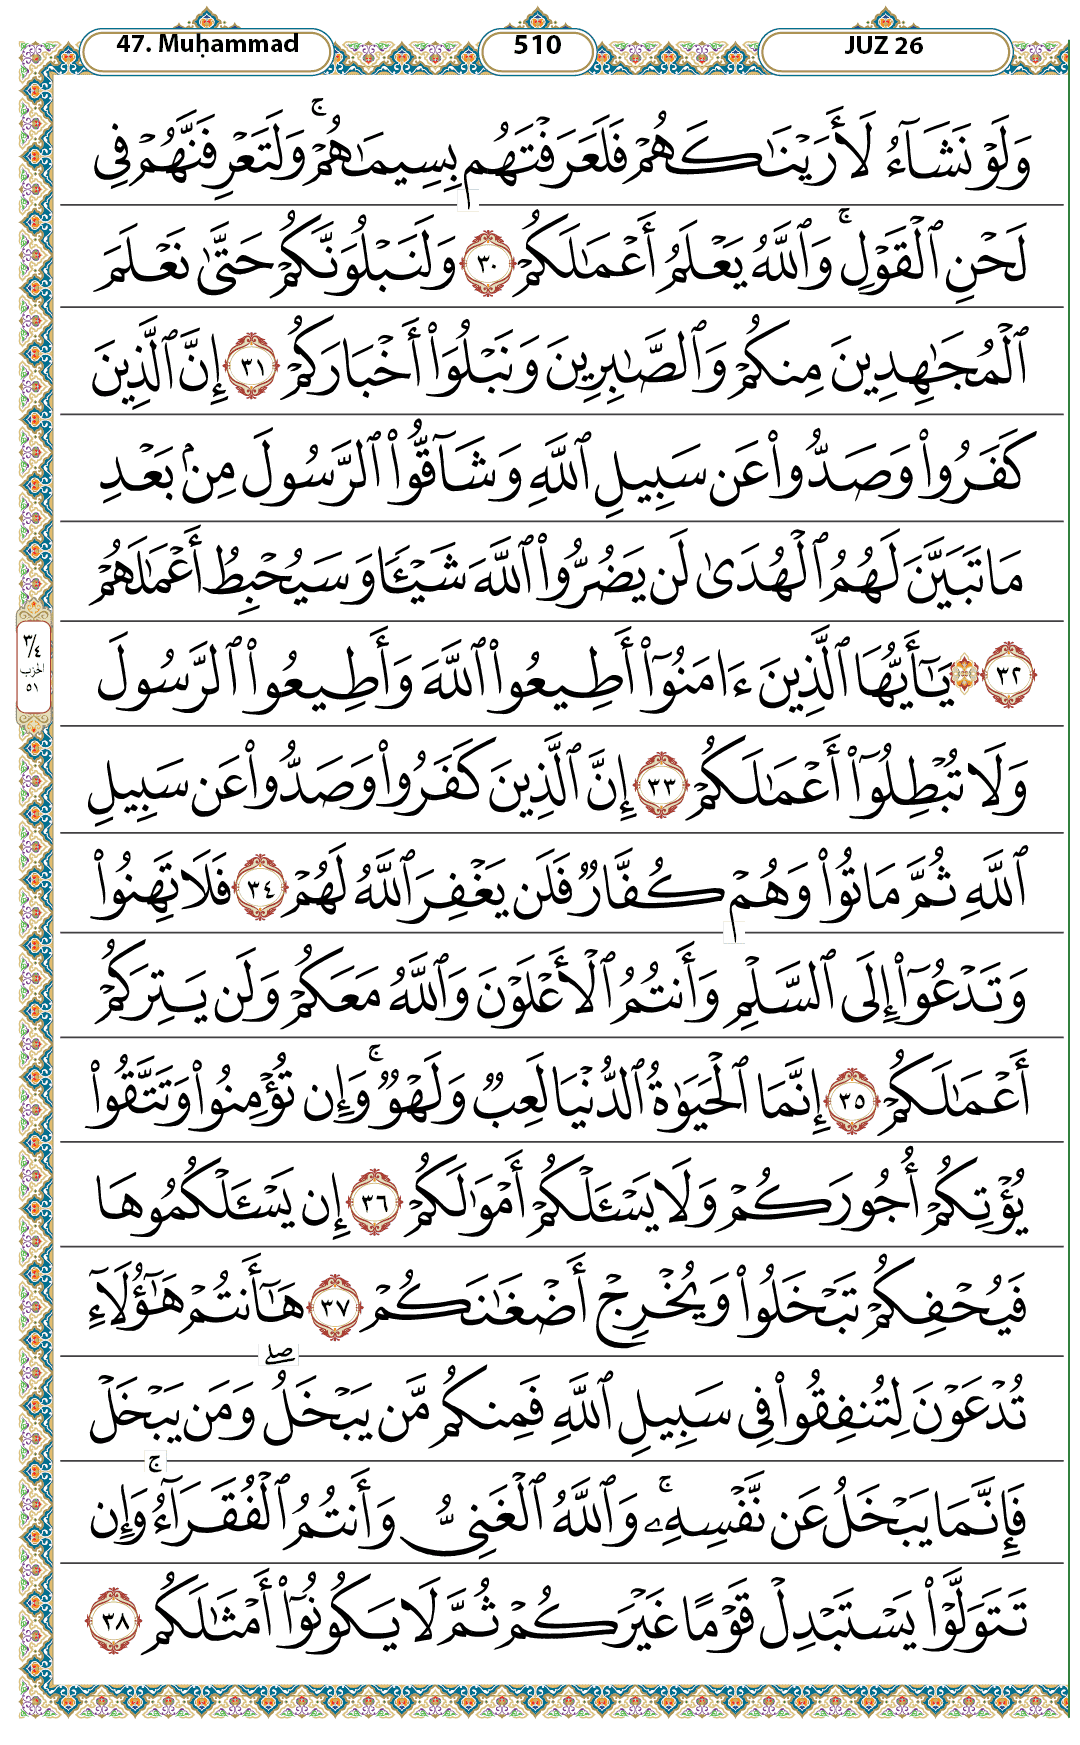 47. Muḥammad
510
JUZ 26
وَلَوْ نَشَآءُ لَأَرَيْنَٰكَهُمْ فَلَعَرَفْتَهُم بِسِيمَٰهُمْ ۚ وَلَتَعْرِفَنَّهُمْ فِى
لَحْنِ ٱلْقَوْلِ ۚ وَٱللَّهُ يَعْلَمُ أَعْمَٰلَكُمْ ٣٠ وَلَنَبْلُوَنَّكُمْ حَتَّىٰ نَعْلَمَ
ٱلْمُجَٰهِدِينَ مِنكُمْ وَٱلصَّٰبِرِينَ وَنَبْلُوَا۟ أَخْبَارَكُمْ ٣١ إِنَّ ٱلَّذِينَ
كَفَرُوا۟ وَصَدُّوا۟ عَن سَبِيلِ ٱللَّهِ وَشَآقُّوا۟ ٱلرَّسُولَ مِنۢ بَعْدِ
مَا تَبَيَّنَ لَهُمُ ٱلْهُدَىٰ لَن يَضُرُّوا۟ ٱللَّهَ شَيْـًٔا وَسَيُحْبِطُ أَعْمَٰلَهُمْ
٣٢ ۞ يَٰٓأَيُّهَا ٱلَّذِينَ ءَامَنُوٓا۟ أَطِيعُوا۟ ٱللَّهَ وَأَطِيعُوا۟ ٱلرَّسُولَ
٣/٤
الحزب
٥١
وَلَا تُبْطِلُوٓا۟ أَعْمَٰلَكُمْ ٣٣ إِنَّ ٱلَّذِينَ كَفَرُوا۟ وَصَدُّوا۟ عَن سَبِيلِ
ٱللَّهِ ثُمَّ مَاتُوا۟ وَهُمْ كُفَّارٌ فَلَن يَغْفِرَ ٱللَّهُ لَهُمْ ٣٤ فَلَا تَهِنُوا۟
وَتَدْعُوٓا۟ إِلَى ٱلسَّلْمِ وَأَنتُمُ ٱلْأَعْلَوْنَ وَٱللَّهُ مَعَكُمْ وَلَن يَتِرَكُمْ
أَعْمَٰلَكُمْ ٣٥ إِنَّمَا ٱلْحَيَوٰةُ ٱلدُّنْيَا لَعِبٌ وَلَهْوٌ ۚ وَإِن تُؤْمِنُوا۟ وَتَتَّقُوا۟
يُؤْتِكُمْ أُجُورَكُمْ وَلَا يَسْـَٔلْكُمْ أَمْوَٰلَكُمْ ٣٦ إِن يَسْـَٔلْكُمُوهَا
فَيُحْفِكُمْ تَبْخَلُوا۟ وَيُخْرِجْ أَضْغَٰنَكُمْ ٣٧ هَٰٓأَنتُمْ هَٰٓؤُلَآءِ
تُدْعَوْنَ لِتُنفِقُوا۟ فِى سَبِيلِ ٱللَّهِ فَمِنكُم مَّن يَبْخَلُ ۖ وَمَن يَبْخَلْ
فَإِنَّمَا يَبْخَلُ عَن نَّفْسِهِۦ ۚ وَٱللَّهُ ٱلْغَنِىُّ وَأَنتُمُ ٱلْفُقَرَآءُ ۚ وَإِن
تَتَوَلَّوْا۟ يَسْتَبْدِلْ قَوْمًا غَيْرَكُمْ ثُمَّ لَا يَكُونُوٓا۟ أَمْثَٰلَكُم ٣٨